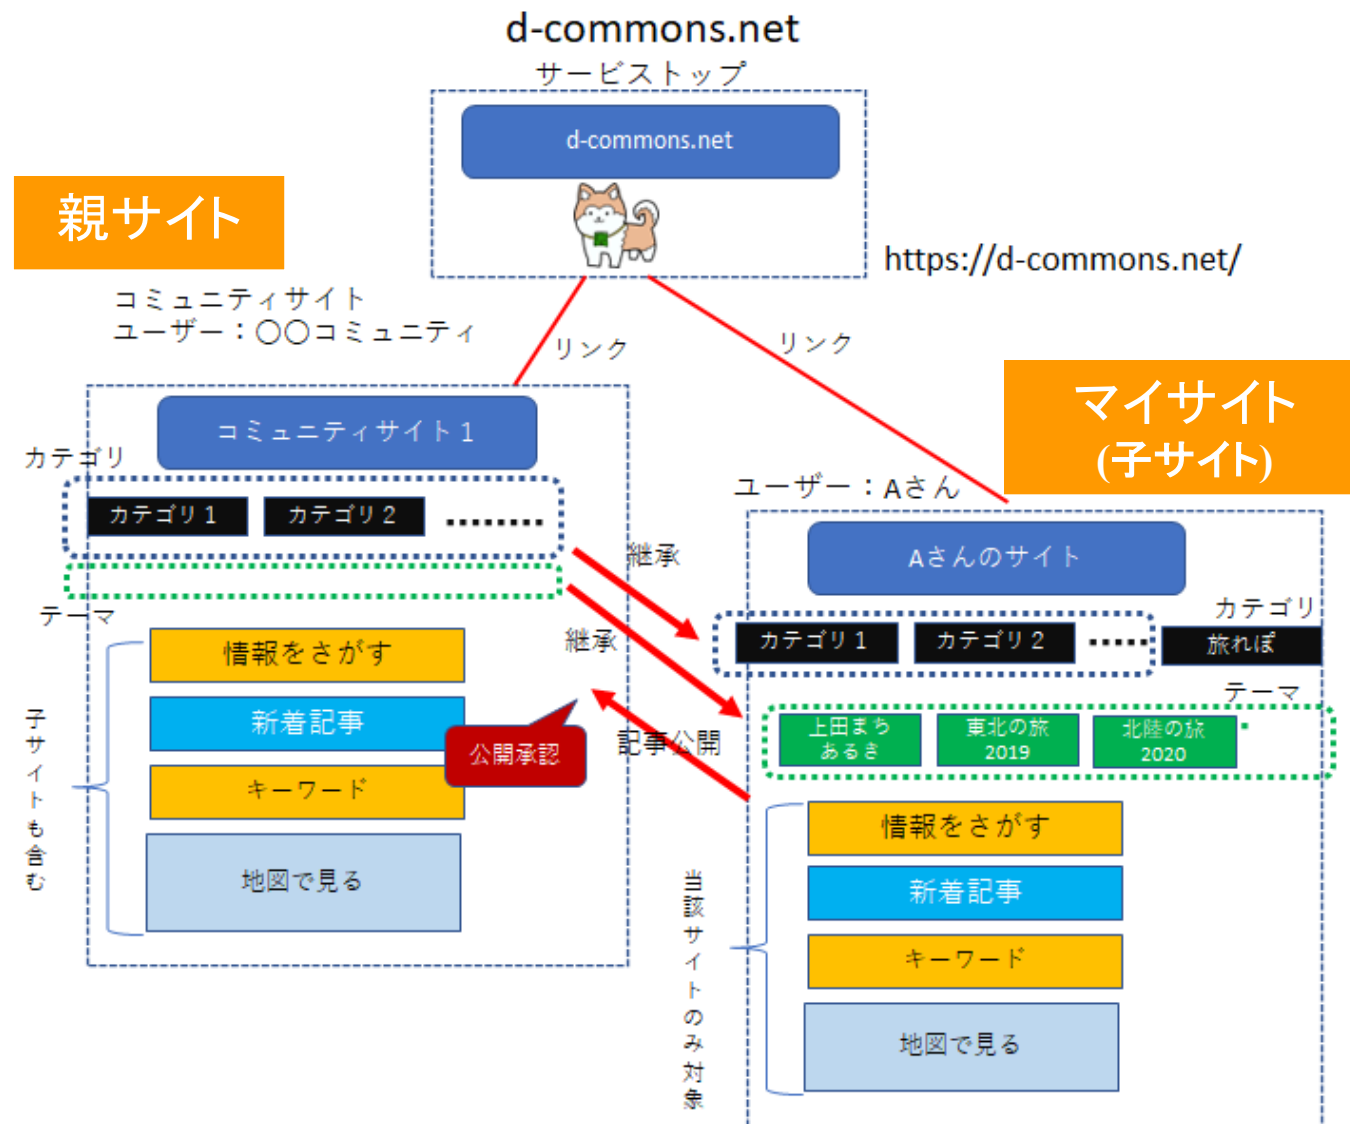 d-commons.net
サービストップ
d-commons.net
親サイト
https://d-commons.net/
コミュニティサイト
ユーザー：〇〇コミュニティ
リンク
リンク
マイサイト
(子サイト)
コミュニティサイト１
カテゴリ
カテゴリ１
カテゴリ２
………
テーマ
情報をさがす
新着記事
キーワード
地図で見る
子サイトも含む
公開承認
継承
継承
記事公開
ユーザー：Aさん
Aさんのサイト
カテゴリ
カテゴリ１
カテゴリ２
……
旅れぽ
テーマ
上田まち
あるき
東北の旅
2019
北陸の旅
2020
情報をさがす
新着記事
キーワード
地図で見る
当該サイトのみ対象